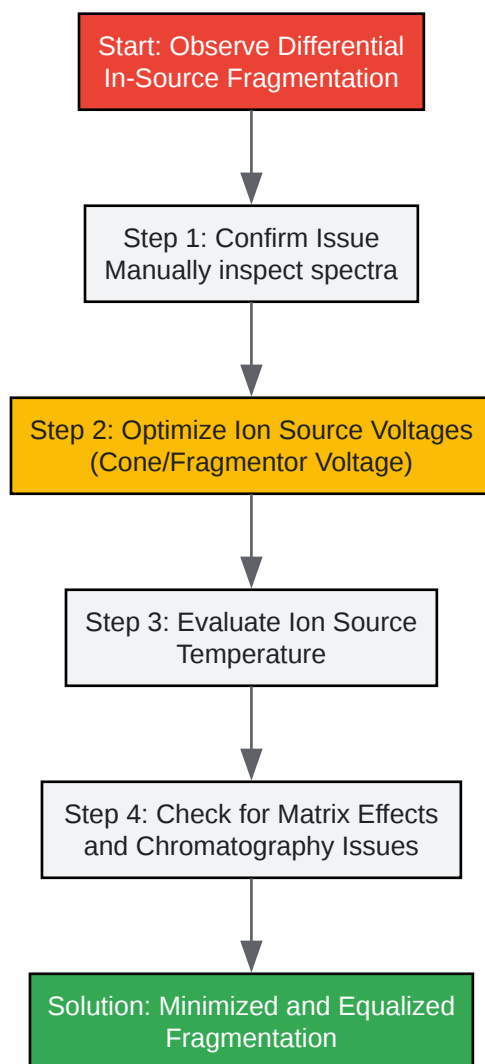 Start: Observe Differential
In-Source Fragmentation
Step 1: Confirm Issue
Manually inspect spectra
Step 2: Optimize Ion Source Voltages
(Cone/Fragmentor Voltage)
Step 3: Evaluate Ion Source
Temperature
Step 4: Check for Matrix Effects
and Chromatography Issues
Solution: Minimized and Equalized
Fragmentation